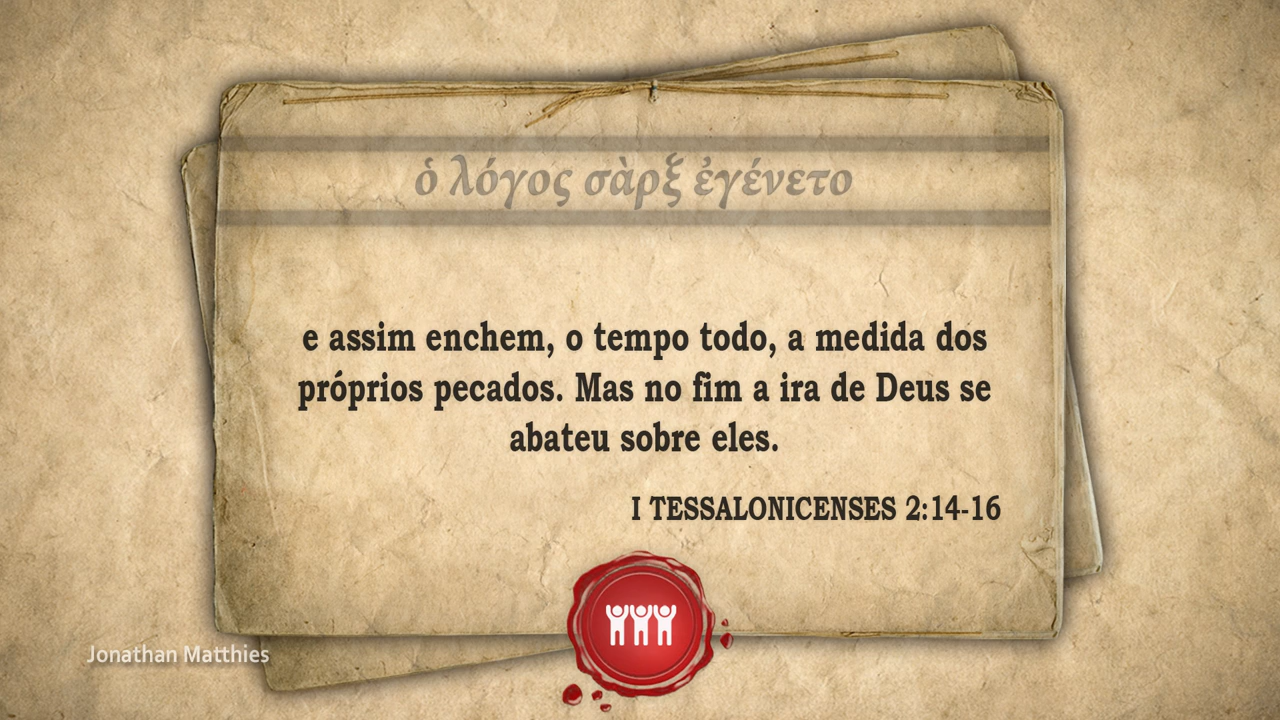 ὁ λόγος σὰρξ ἐγένετο
e assim enchem, o tempo todo, a medida dos
próprios pecados. Mas no fim a ira de Deus se
abateu sobre eles.
I TESSALONICENSES 2:14-16
Jonathan Matthies